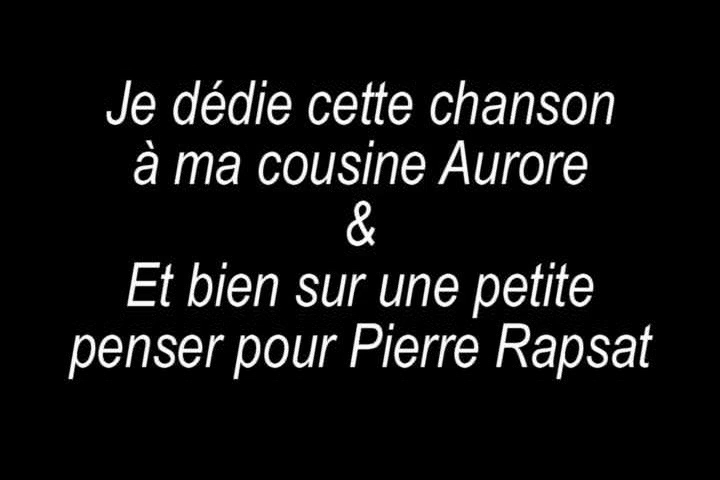 Je dédie cette chanson
à ma cousine Aurore
&
Et bien sur une petite
penser pour Pierre Rapsat